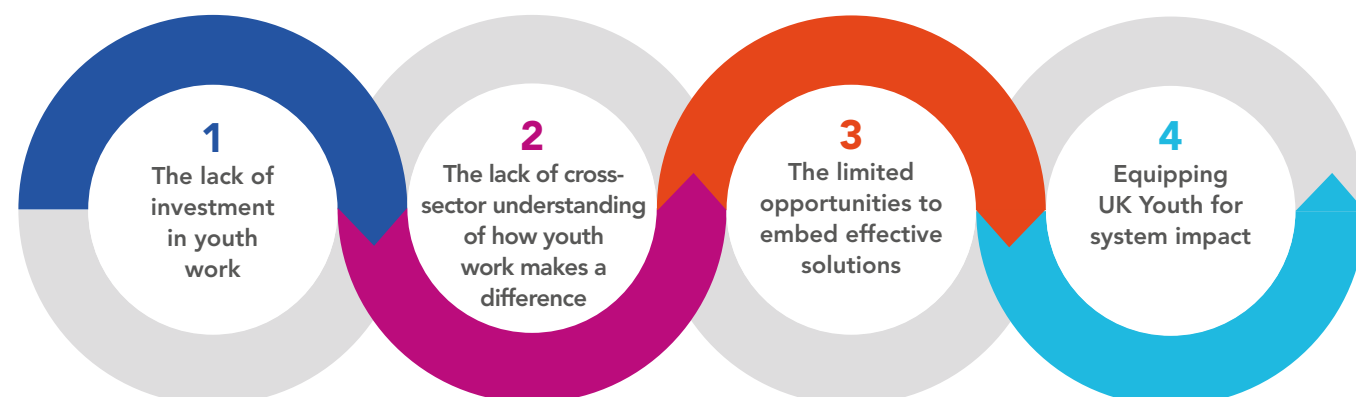 1
The lack of
investment
in youth
work
2
The lack of cross-
sector understanding
of how youth
work makes a
difference
3
The limited
opportunities to
embed effective
solutions
4
Equipping
UK Youth for
system impact